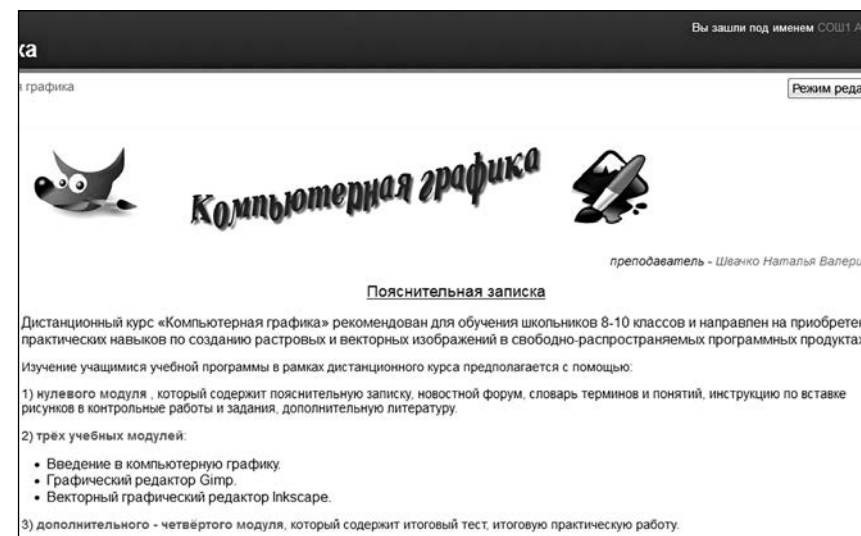 Вы зашли под именем СОШ1 А
ка
я графика
Режим реда
Компьютерная графика
преподаватель - Швачко Наталья Валери
Пояснительная записка
Дистанционный курс «Компьютерная графика» рекомендован для обучения школьников 8-10 классов и направлен на приобретен
практических навыков по созданию растровых и векторных изображений в свободно-распространяемых программных продуктах
Изучение учащимися учебной программы в рамках дистанционного курса предполагается с помощью:
1) нулевого модуля , который содержит пояснительную записку, новостной форум, словарь терминов и понятий, инструкцию по вставке
рисунков в контрольные работы и задания, дополнительную литературу.
2) трёх учебных модулей:
• Введение в компьютерную графику.
• Графический редактор Gimp.
• Векторный графический редактор Inkscape.
3) дополнительного - четвёртого модуля, который содержит итоговый тест, итоговую практическую работу.